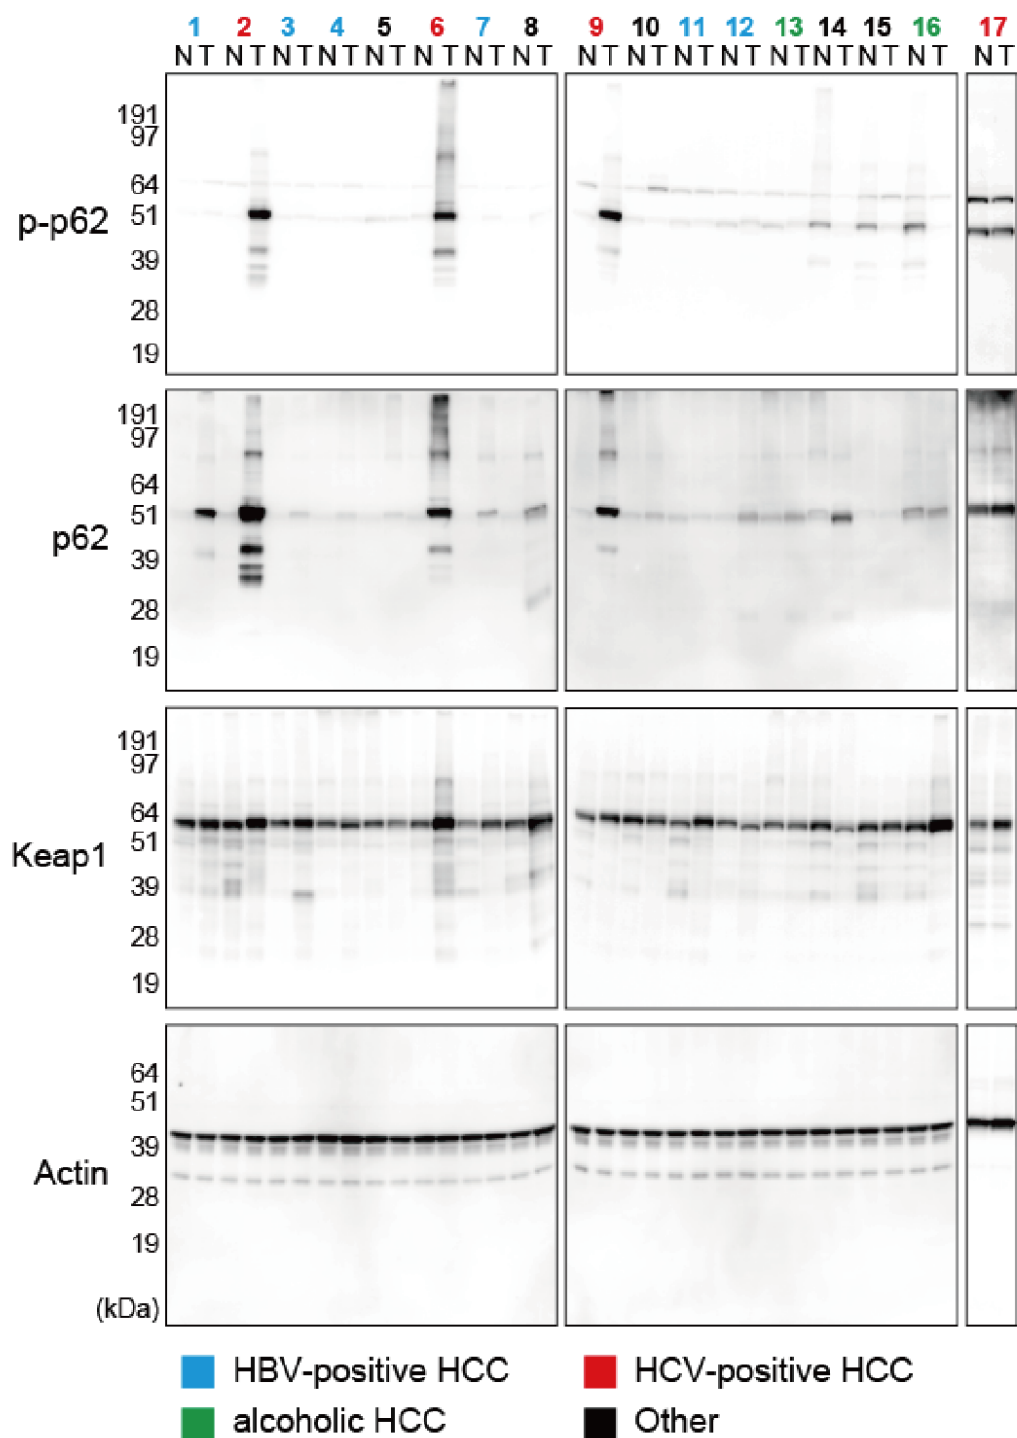 1 2 3 4 5 6 7 8 9 10 11 12 13 14 15 16 17
N T N T N T N T N T N T N T N T N T N T N T N T N T N T N T N T N T
191
97
64
51
p-p62
39
28
19
191
97
64
51
p62
39
28
19
191
97
64
51
Keap1
39
28
19
64
51
39
Actin
28
19
(kDa)
HBV-positive HCC HCV-positive HCC
alcoholic HCC Other